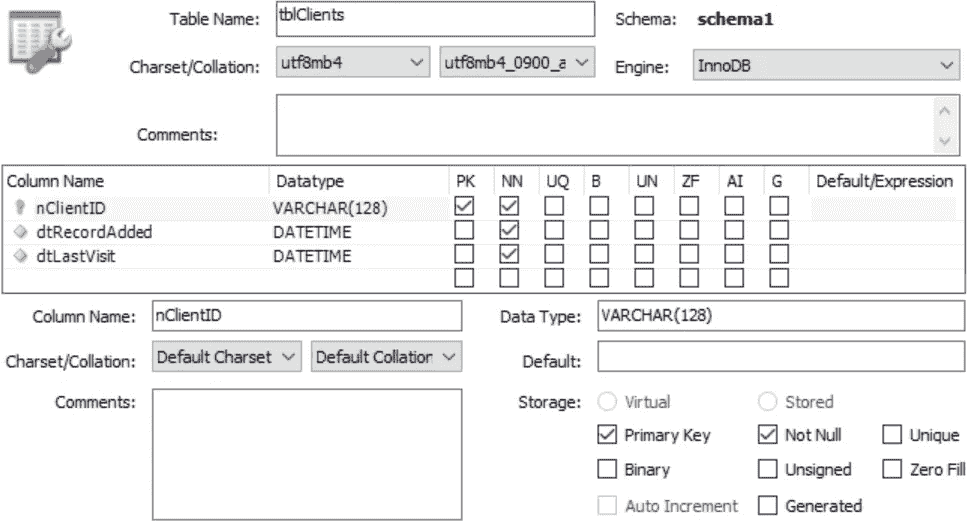 Table Name: tblClients Schema: schema1
Charset/Collation: utf8mb4 utf8mb4_0900_a Engine: InnoDB
Comments:
Column Name Datatype PK NN UQ B UN ZF AI G Default/Expression
nClientID VARCHAR(128)
dtRecordAdded DATETIME
dtLastVisit DATETIME
Column Name: nClientID Data Type: VARCHAR(128)
Charset/Collation: Default Charset Default Collation Default:
Comments: Storage: Virtual Stored
Primary Key Not Null Unique
Binary Unsigned Zero Fill
Auto Increment Generated